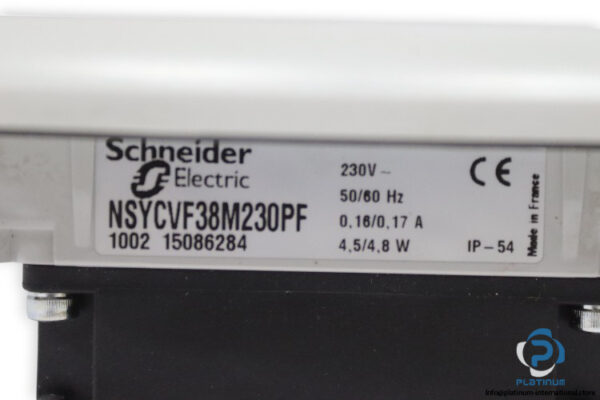 Schneider
Electric
NSYCVF38M230PF
1002 15086284
230V~
50/60 Hz
0,16/0,17 A
4,5/4,8 W
CE
IP-54
Made in France
PLATINUM
info@platinum-international.store